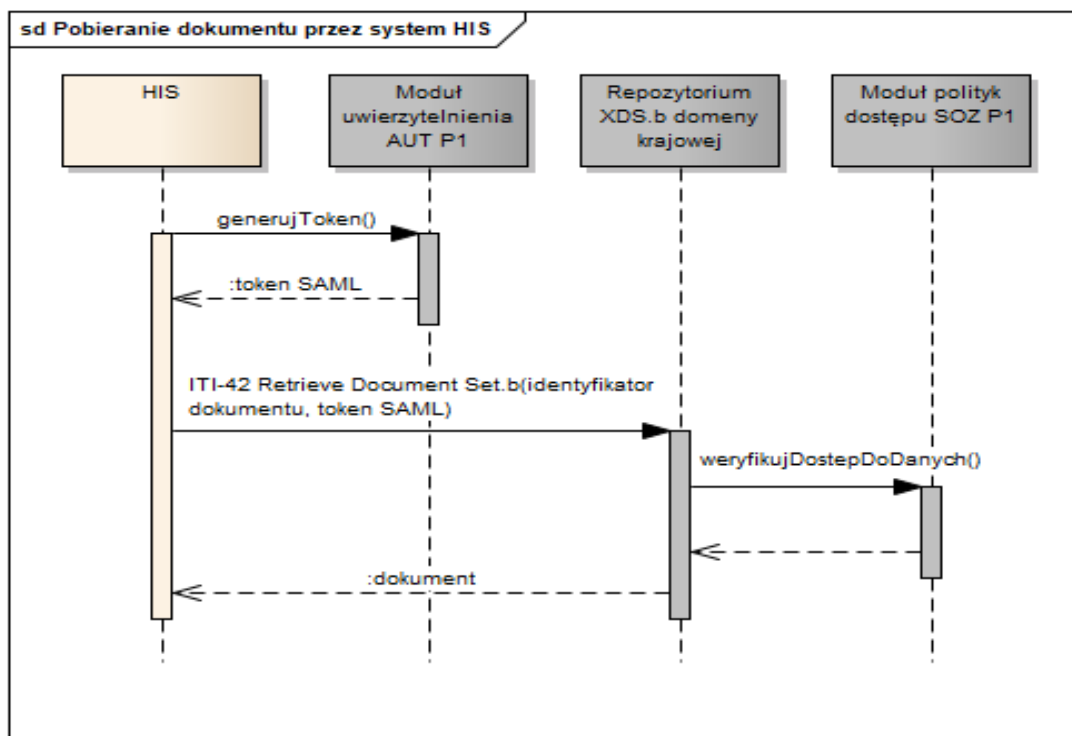 sd Pobieranie dokumentu przez system HIS
HIS
Moduł
uwierzytelnienia
AUT P1
Repozytorium
XDS.b domeny
krajowej
Moduł polityk
dostępu SOZ P1
generujToken()
:token SAML
ITI-42 Retrieve Document Set.b(identyfikator
dokumentu, token SAML)
weryfikujDostepDoDanych()
:dokument